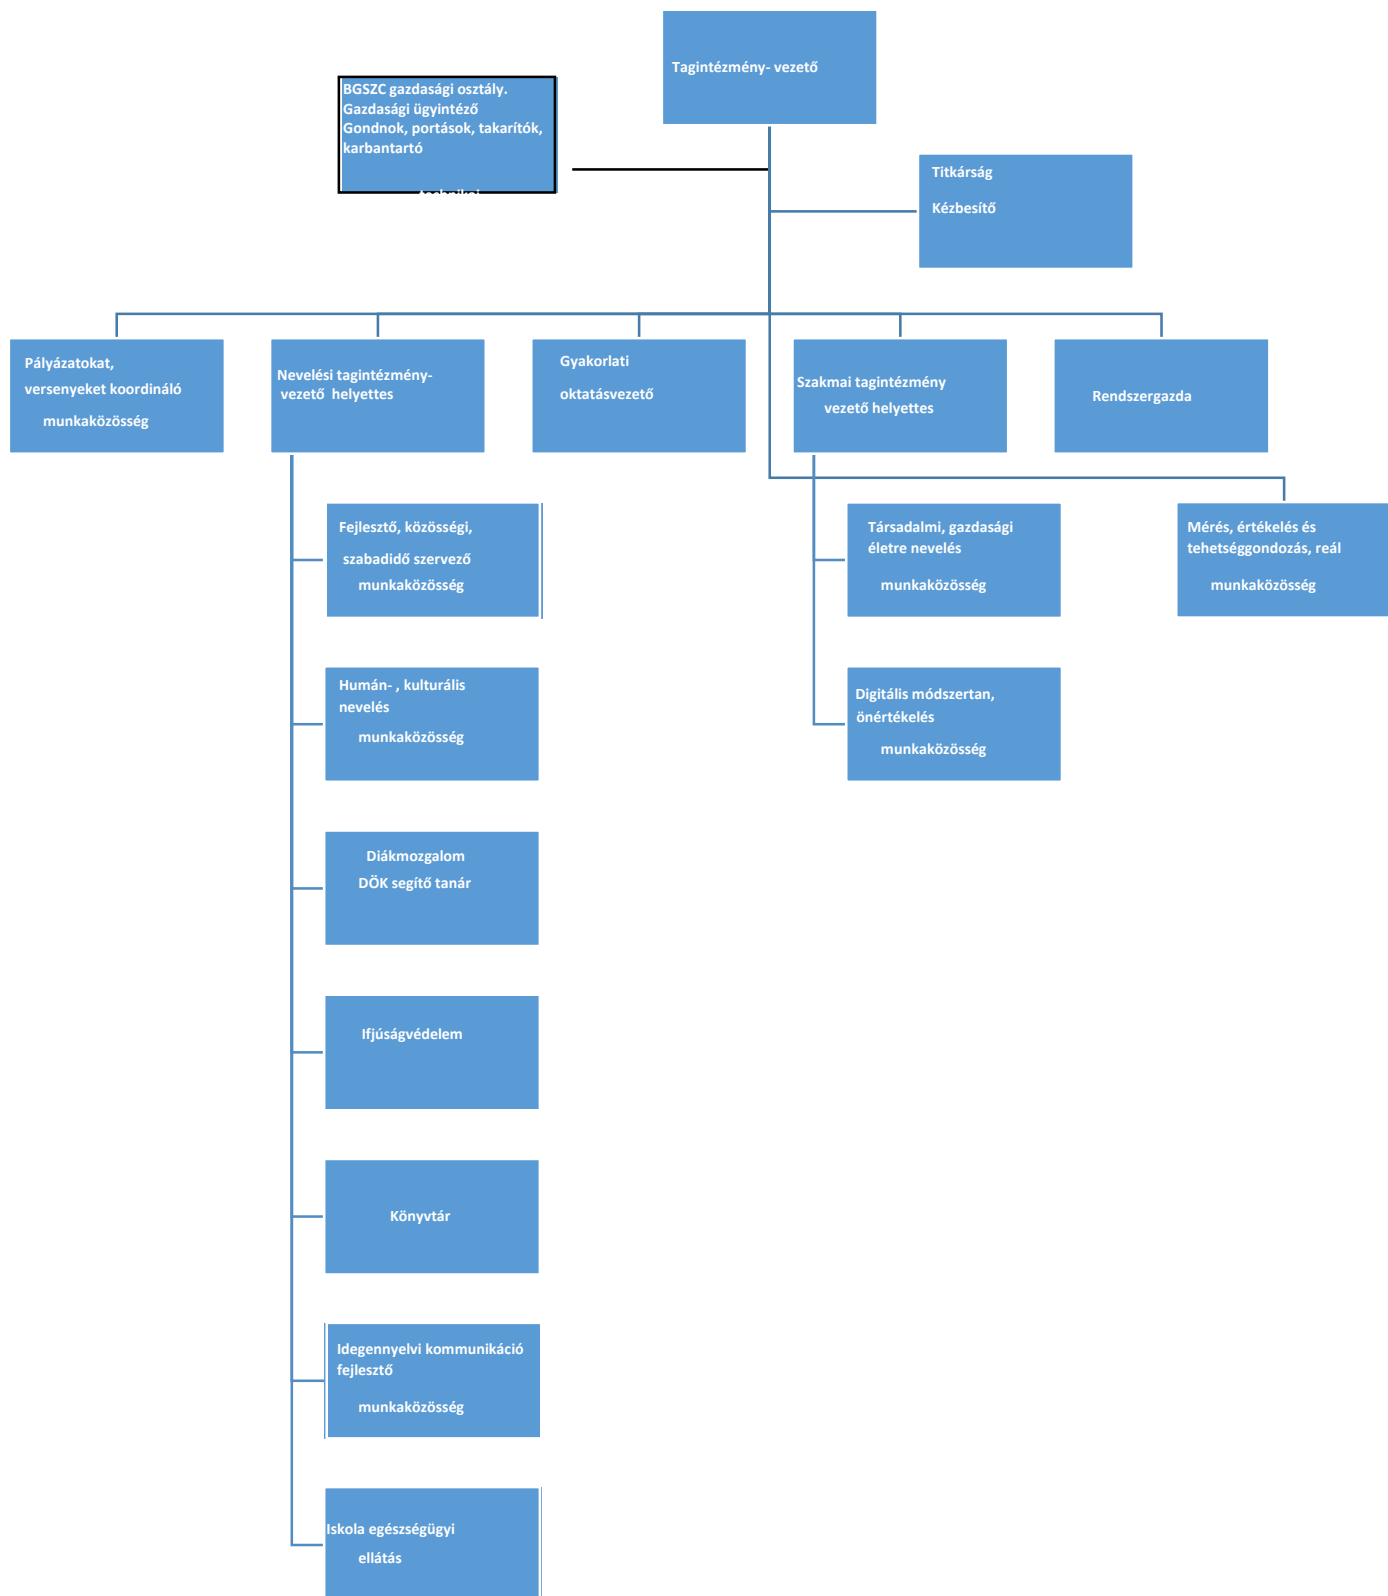 Tagintézmény- vezető
BGSZC gazdasági osztály.
Gazdasági ügyintéző
Gondnok, portások, takarítók,
karbantartó
Titkárság
Kézbesítő
Pályázatokat,
versenyeket koordináló
munkaközösség
Nevelési tagintézmény-
vezető helyettes
Gyakorlati
oktatásvezető
Szakmai tagintézmény
vezető helyettes
Rendszergazda
Fejlesztő, közösségi,
szabadidő szervező
munkaközösség
Társadalmi, gazdasági
életre nevelés
munkaközösség
Mérés, értékelés és
tehetséggondozás, reál
munkaközösség
Humán- , kulturális
nevelés
munkaközösség
Digitális módszertan,
önértékelés
munkaközösség
Diákmozgalom
DÖK segítő tanár
Ifjúságvédelem
Könyvtár
Idegennyelvi kommunikáció
fejlesztő
munkaközösség
Iskola egészségügyi
ellátás